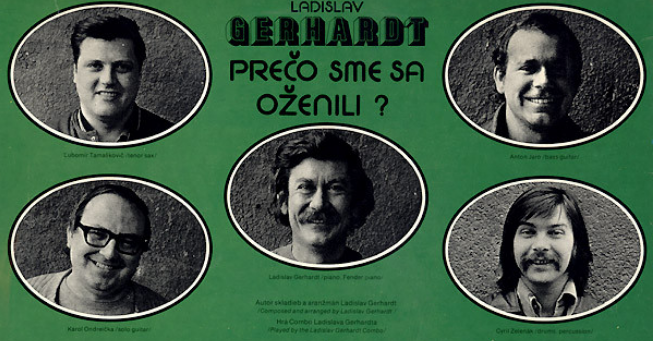 LADISLAV
GERHARDT
PREČO SME SA
OŽENILI ?
Ľubomír Tamaškovič /tenor sax/
Anton Jaro /bass guitar/
Ladislav Gerhardt /piano, Fender piano/
Karol Ondreička /solo guitar/
Autor skladieb a aranžmán Ladislav Gerhardt
/Composed and arranged by Ladislav Gerhardt /
Hrá Combo Ladislava Gerhardta
/Played by the Ladislav Gerhardt Combo/
Cyril Zeleňák /drums, percussion/